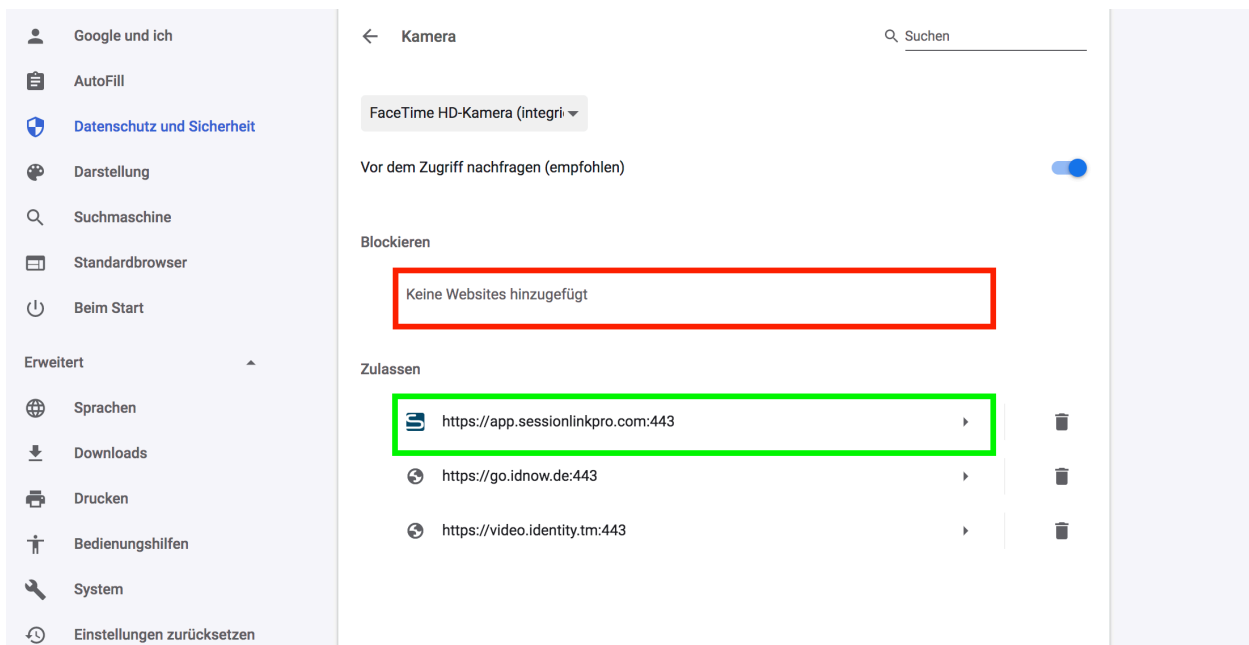 Google und ich
AutoFill
Datenschutz und Sicherheit
Darstellung
Suchmaschine
Standardbrowser
Beim Start
Erweitert
Sprachen
Downloads
Drucken
Bedienungshilfen
System
Einstellungen zurücksetzen
Kamera
Suchen
FaceTime HD-Kamera (integri
Vor dem Zugriff nachfragen (empfohlen)
Blockieren
Keine Websites hinzugefügt
Zulassen
https://app.sessionlinkpro.com:443
https://go.idnow.de:443
https://video.identity.tm:443